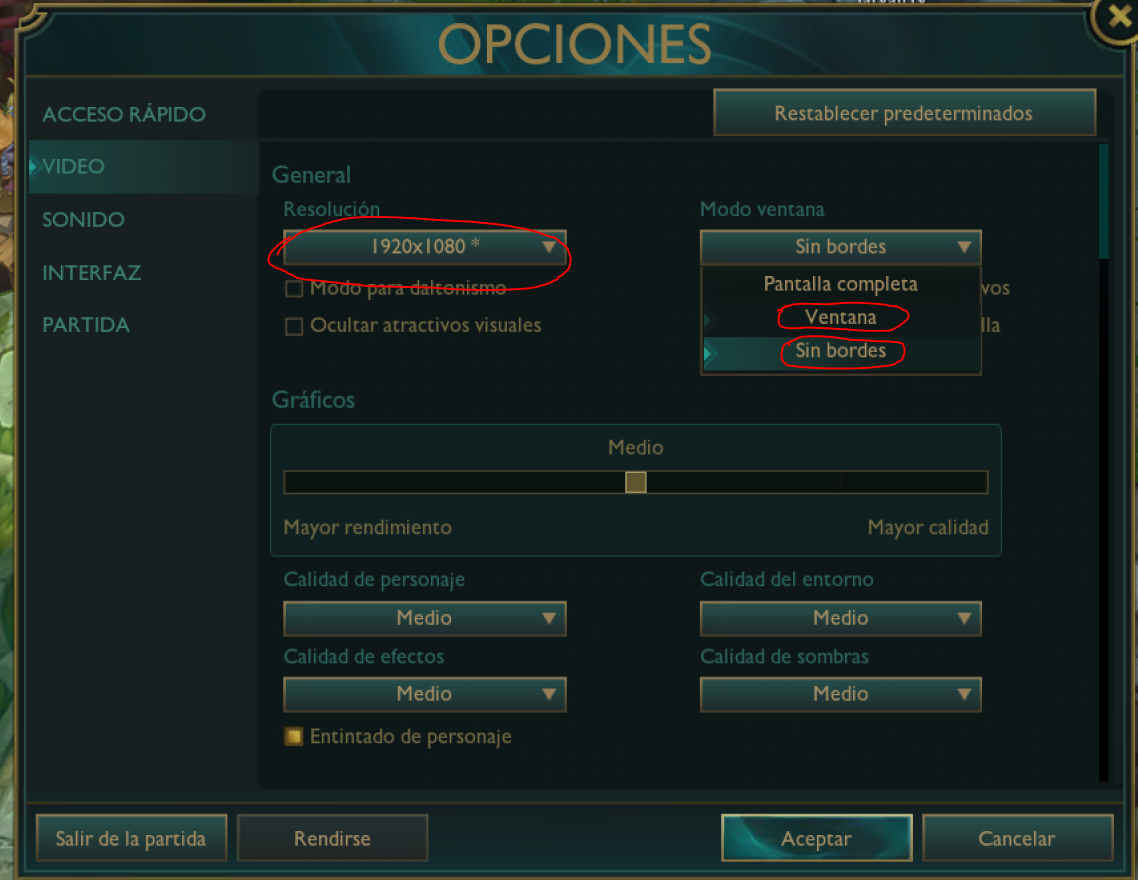 OPCIONES
ACCESO RÁPIDO
VIDEO
SONIDO
INTERFAZ
PARTIDA
Restablecer predeterminados
General
Resolución
1920x1080 *
Modo para daltonismo
Ocultar atractivos visuales
Modo ventana
Sin bordes
Pantalla completa
Ventana
Sin bordes
Gráficos
Medio
Mayor rendimiento
Mayor calidad
Calidad de personaje
Medio
Calidad del entorno
Medio
Calidad de efectos
Medio
Calidad de sombras
Medio
Entintado de personaje
Salir de la partida
Rendirse
Aceptar
Cancelar